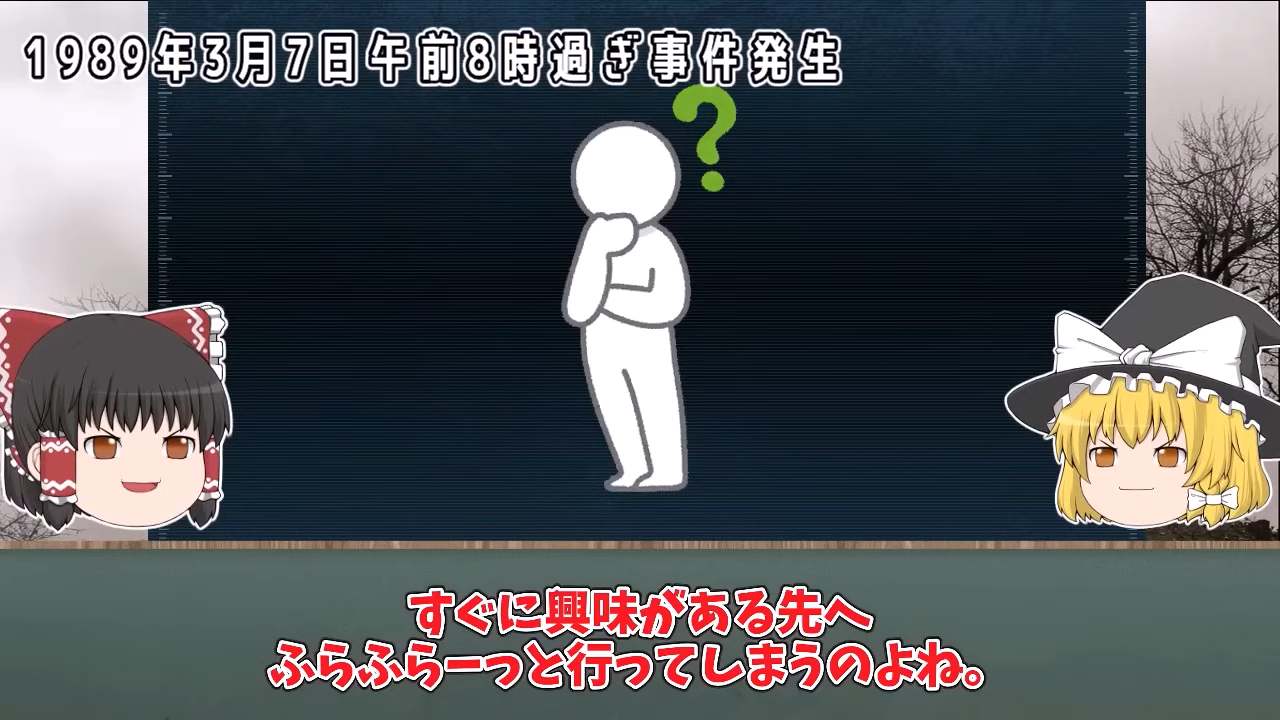 1989年3月7日午前8時過ぎ事件発生
?
すぐに興味がある先へ
ふらふらーっと行ってしまうのよね。